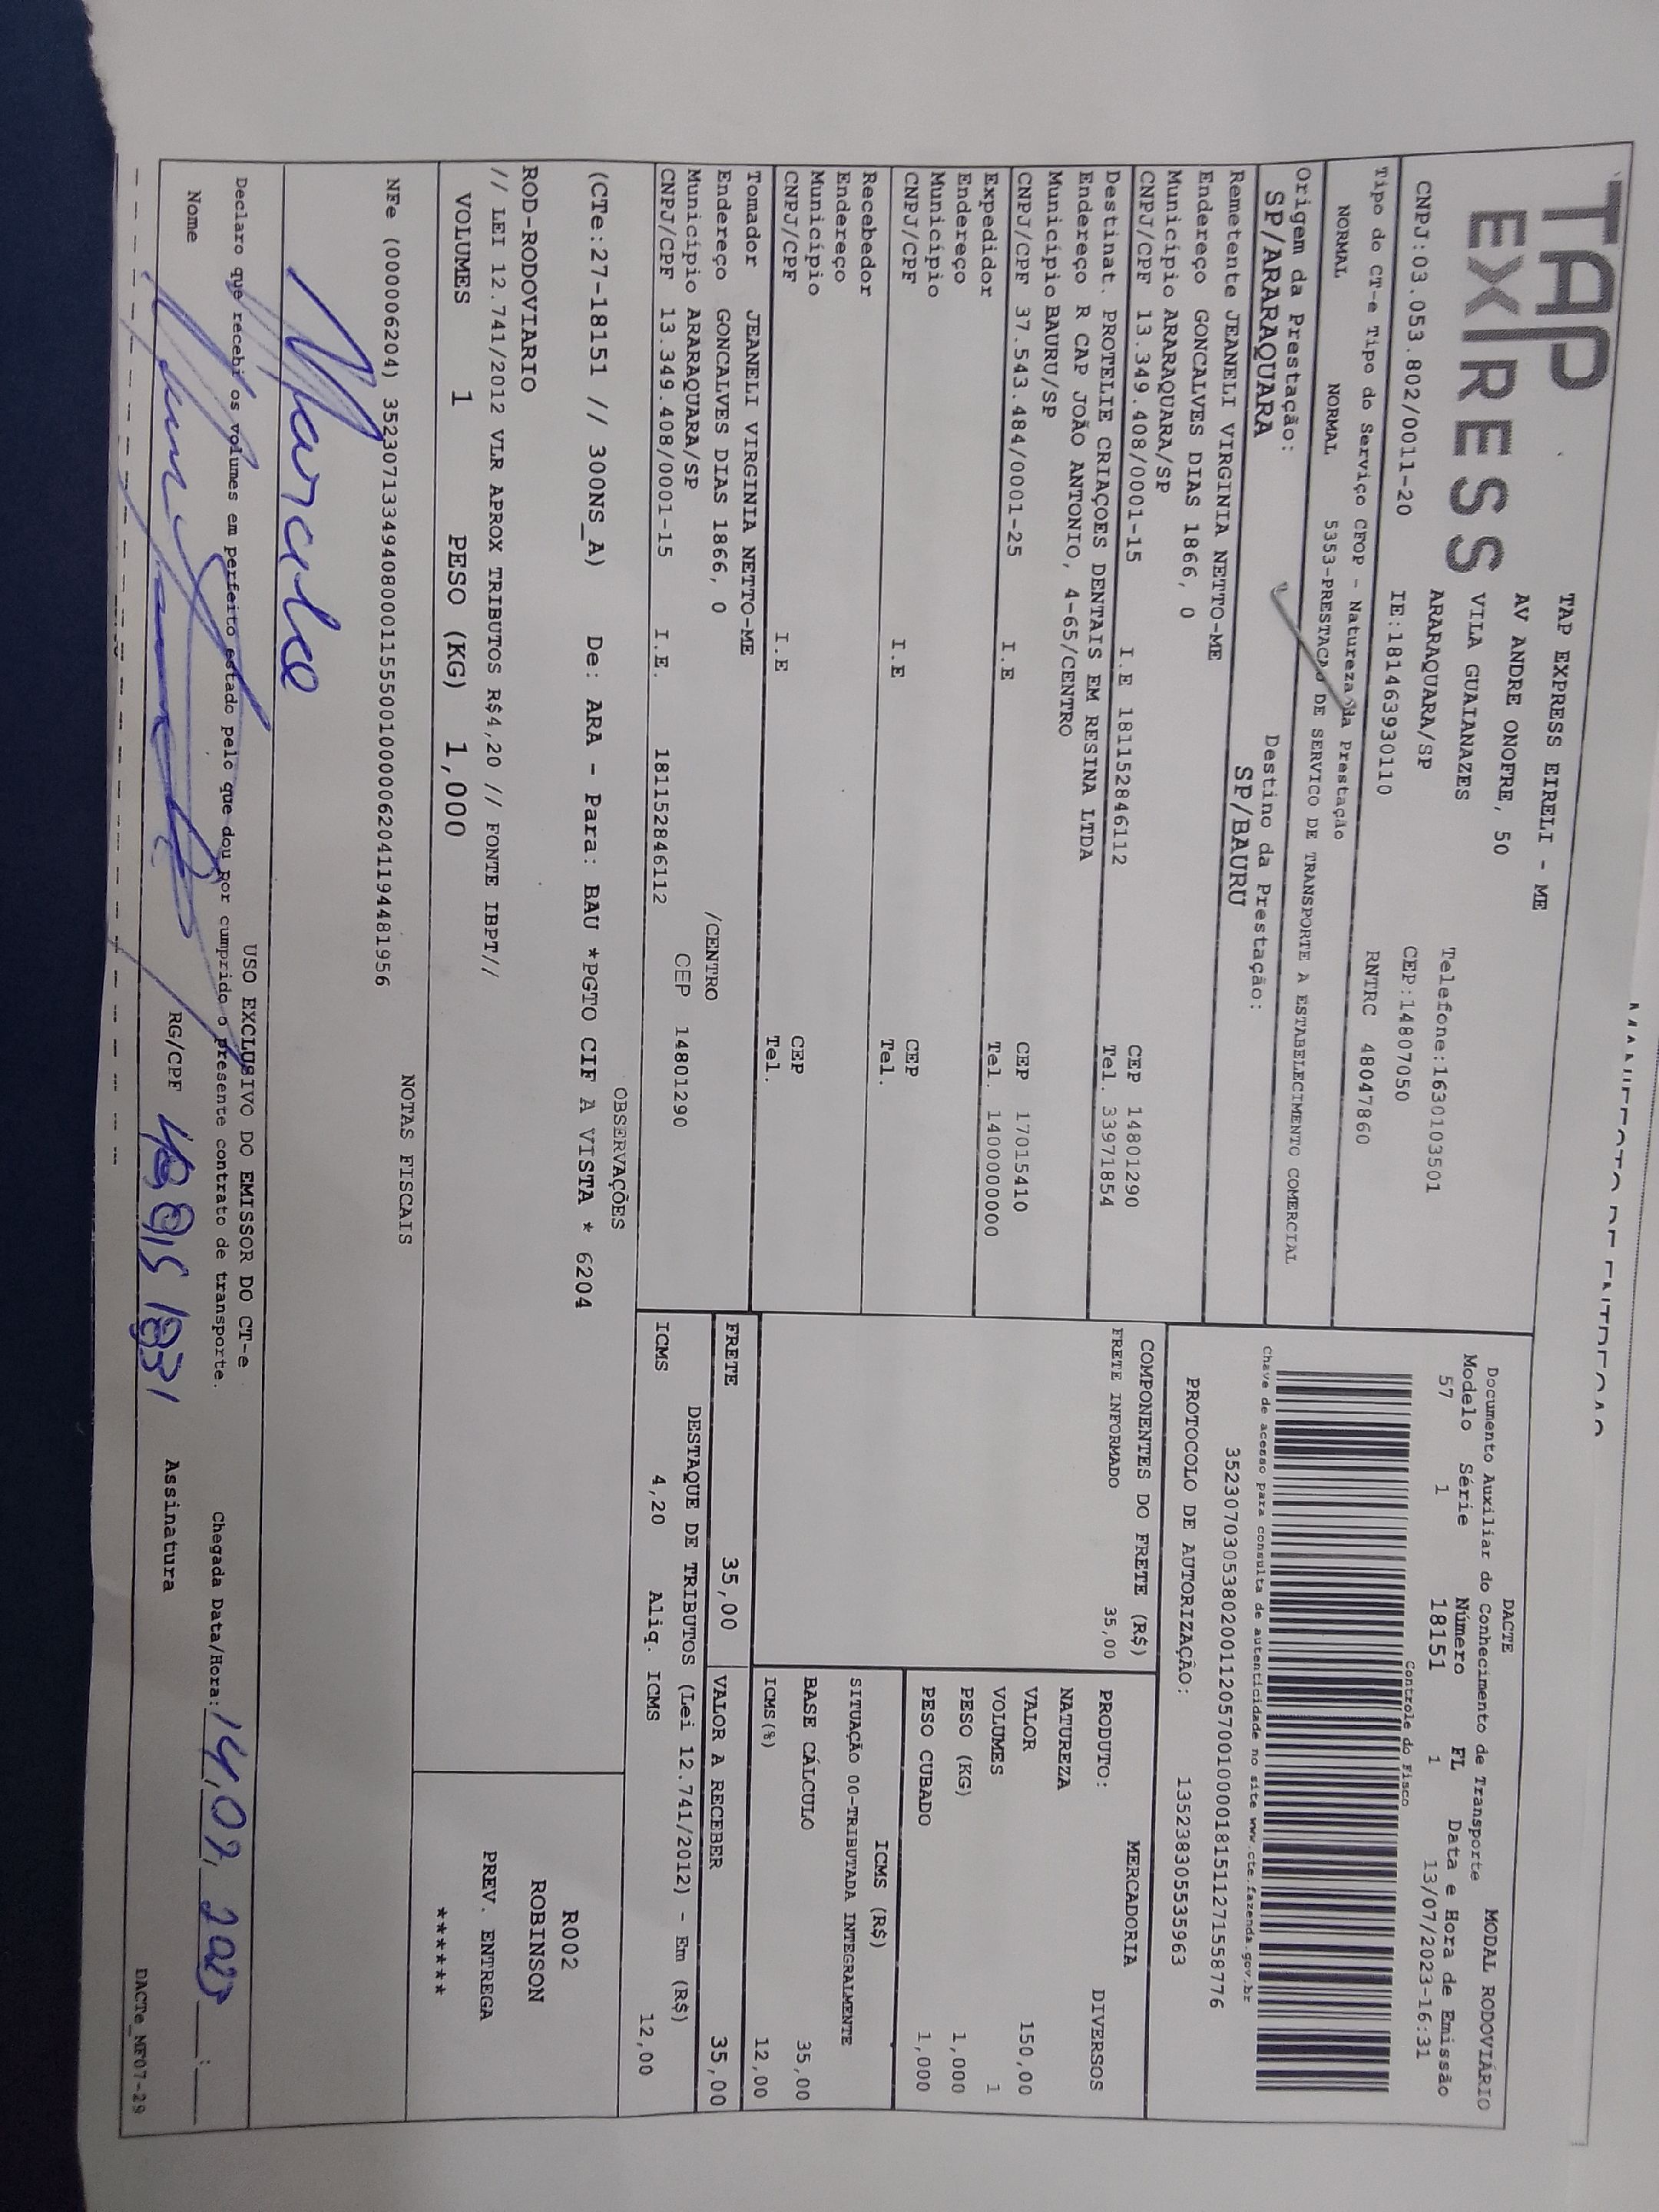 TAP
EXPRESS
TAP EXPRESS EIRELI - ME
AV ANDRE ONOFRE, 50
VILA GUAIANAZES
ARARAQUARA/SP
Telefone:1630103501
CEP:14807050
CNPJ:03.053.802/0011-20
IE:181463930110
RNTRC 48047860
Tipo do CT-e Tipo do Serviço CFOP - Natureza da Prestação
NORMAL NORMAL 5353-PRESTACAO DE SERVICO DE TRANSPORTE A ESTABELECIMENTO COMERCIAL
Origem da Prestação:
SP/ARARAQUARA
Destino da Prestação:
SP/BAURU
DACTE
MODAL RODOVIÁRIO
Documento Auxiliar do Conhecimento de Transporte
Modelo Série Número FL Data e Hora de Emissão
57 1 18151 1 13/07/2023-16:31
Controle do Fisco
Chave de acesso para consulta de autenticidade no site www.cte.fazenda.gov.br
35230703053802001120570010000181511271558776
PROTOCOLO DE AUTORIZAÇÃO: 135238305535963
Remetente JEANELI VIRGINIA NETTO-ME
Endereço GONCALVES DIAS 1866, 0
Município ARARAQUARA/SP
CEP 14801290
CNPJ/CPF 13.349.408/0001-15 I.E 181152846112 Tel. 33971854
Destinat. PROTELIE CRIAÇOES DENTAIS EM RESINA LTDA
Endereço R CAP JOÃO ANTONIO, 4-65/CENTRO
Município BAURU/SP
CEP 17015410
CNPJ/CPF 37.543.484/0001-25 I.E Tel. 1400000000
Expedidor
Endereço
Município
CEP
CNPJ/CPF I.E Tel.
Recebedor
Endereço
Município
CEP
CNPJ/CPF I.E Tel.
Tomador JEANELI VIRGINIA NETTO-ME
Endereço GONCALVES DIAS 1866, 0 /CENTRO
Município ARARAQUARA/SP CEP 14801290
CNPJ/CPF 13.349.408/0001-15 I.E. 181152846112
COMPONENTES DO FRETE (R$)
FRETE INFORMADO 35,00
MERCADORIA
PRODUTO: DIVERSOS
NATUREZA
VALOR 150,00
VOLUMES 1
PESO (KG) 1,000
PESO CUBADO 1,000
ICMS (R$)
SITUAÇÃO 00-TRIBUTADA INTEGRALMENTE
BASE CÁLCULO 35,00
ICMS(%) 12,00
FRETE 35,00
VALOR A RECEBER 35,00
DESTAQUE DE TRIBUTOS (Lei 12.741/2012) - Em (R$)
ICMS 4,20 Aliq. ICMS 12,00
OBSERVAÇÕES
(CTe:27-18151 // 300NS_A) De: ARA - Para: BAU *PGTO CIF A VISTA * 6204
ROD-RODOVIARIO
// LEI 12.741/2012 VLR APROX TRIBUTOS R$4,20 // FONTE IBPT//
VOLUMES 1 PESO (KG) 1,000
R002
ROBINSON
PREV. ENTREGA
******
NOTAS FISCAIS
NFe (000006204) 35230713349408000115550010000062041194481956
USO EXCLUSIVO DO EMISSOR DO CT-e
Declaro que recebi os volumes em perfeito estado pelo que dou por cumprido o presente contrato de transporte.
Chegada Data/Hora: 14,07, 2023 __:__
Nome
RG/CPF
Assinatura
DACTe_MF07-29